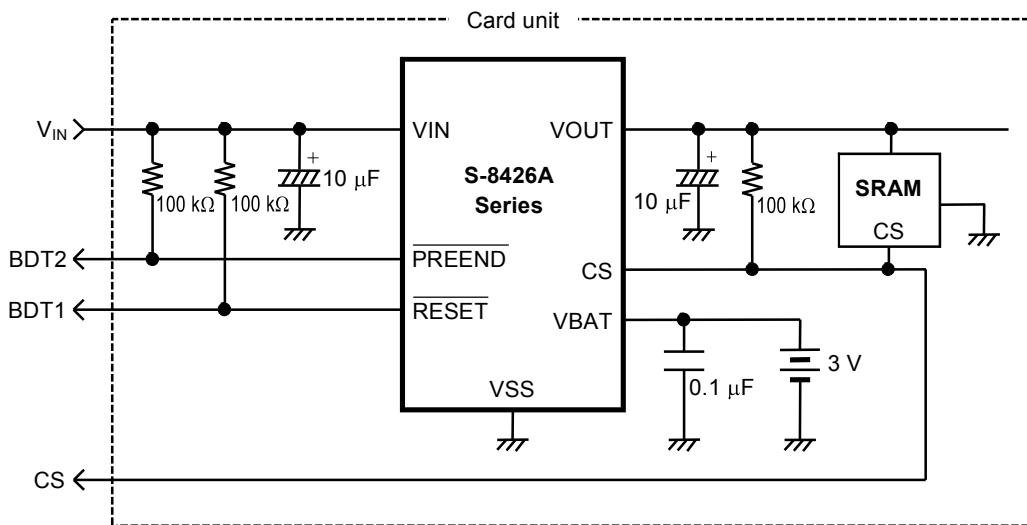 Card unit
V_IN
VIN
VOUT
100 kΩ
100 kΩ
10 μF
+
S-8426A
Series
10 μF
+
100 kΩ
SRAM
CS
BDT2
PREEND
CS
BDT1
RESET
VBAT
0.1 μF
3 V
VSS
CS